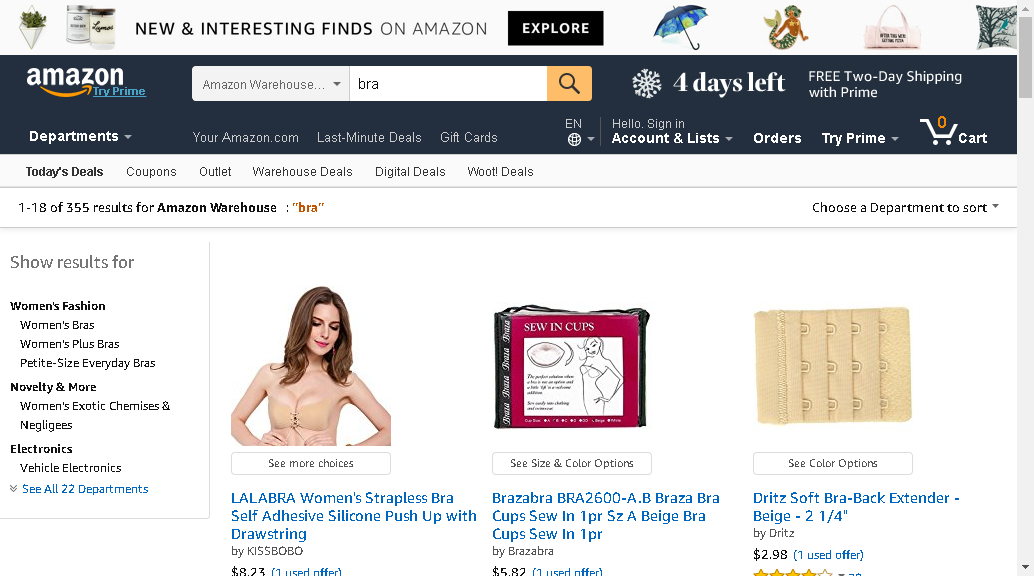 NEW & INTERESTING FINDS ON AMAZON
EXPLORE
amazon
Try Prime
Amazon Warehouse...
bra
4 days left
FREE Two-Day Shipping
with Prime
Departments
Your Amazon.com
Last-Minute Deals
Gift Cards
EN
Hello. Sign in
Account & Lists
Orders
Try Prime
0
Cart
Today's Deals
Coupons
Outlet
Warehouse Deals
Digital Deals
Woot! Deals
1-18 of 355 results for Amazon Warehouse : "bra"
Choose a Department to sort
Show results for
Women's Fashion
Women's Bras
Women's Plus Bras
Petite-Size Everyday Bras
Novelty & More
Women's Exotic Chemises &
Negligees
Electronics
Vehicle Electronics
See All 22 Departments
See more choices
LALABRA Women's Strapless Bra
Self Adhesive Silicone Push Up with
Drawstring
by KISSBOBO
$8.23 (1 used offer)
SEW IN CUPS
Braza Braza Braza
See Size & Color Options
Brazabra BRA2600-A.B Braza Bra
Cups Sew In 1pr Sz A Beige Bra
Cups Sew In 1pr
by Brazabra
$5.82 (1 used offer)
See Color Options
Dritz Soft Bra-Back Extender -
Beige - 2 1/4"
by Dritz
$2.98 (1 used offer)